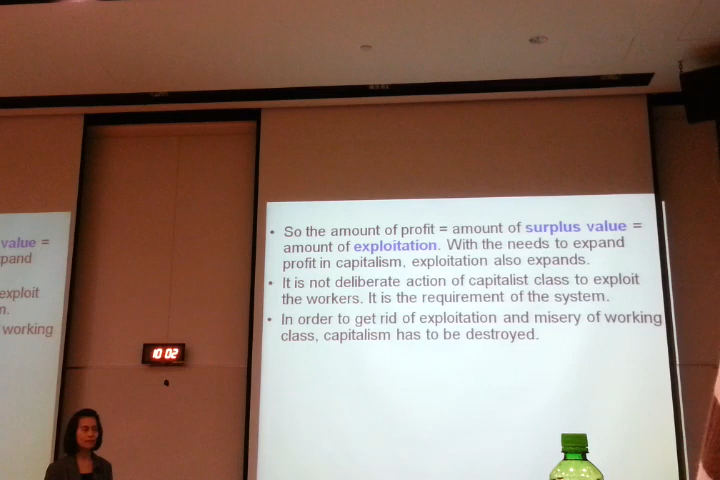 value =
pand
exploit
n.
working
10 02
• So the amount of profit = amount of surplus value =
amount of exploitation. With the needs to expand
profit in capitalism, exploitation also expands.
• It is not deliberate action of capitalist class to exploit
the workers. It is the requirement of the system.
• In order to get rid of exploitation and misery of working
class, capitalism has to be destroyed.